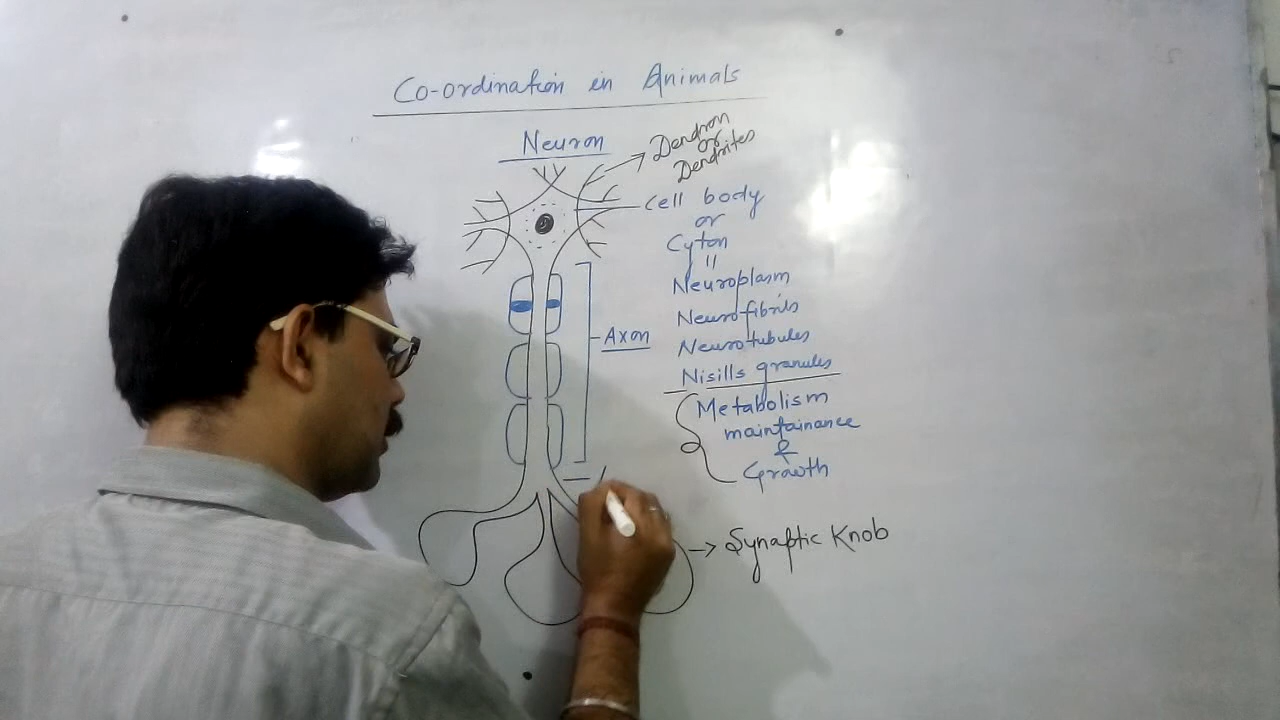 Co-ordination in Animals
Neuron
Dendron
or
Dendrites
Cell body
or
Cyton
"
Neuroplasm
Neurofibrils
Neurotubules
Nisills granules
Axon
Metabolism
maintainance
&
Growth
Synaptic Knob